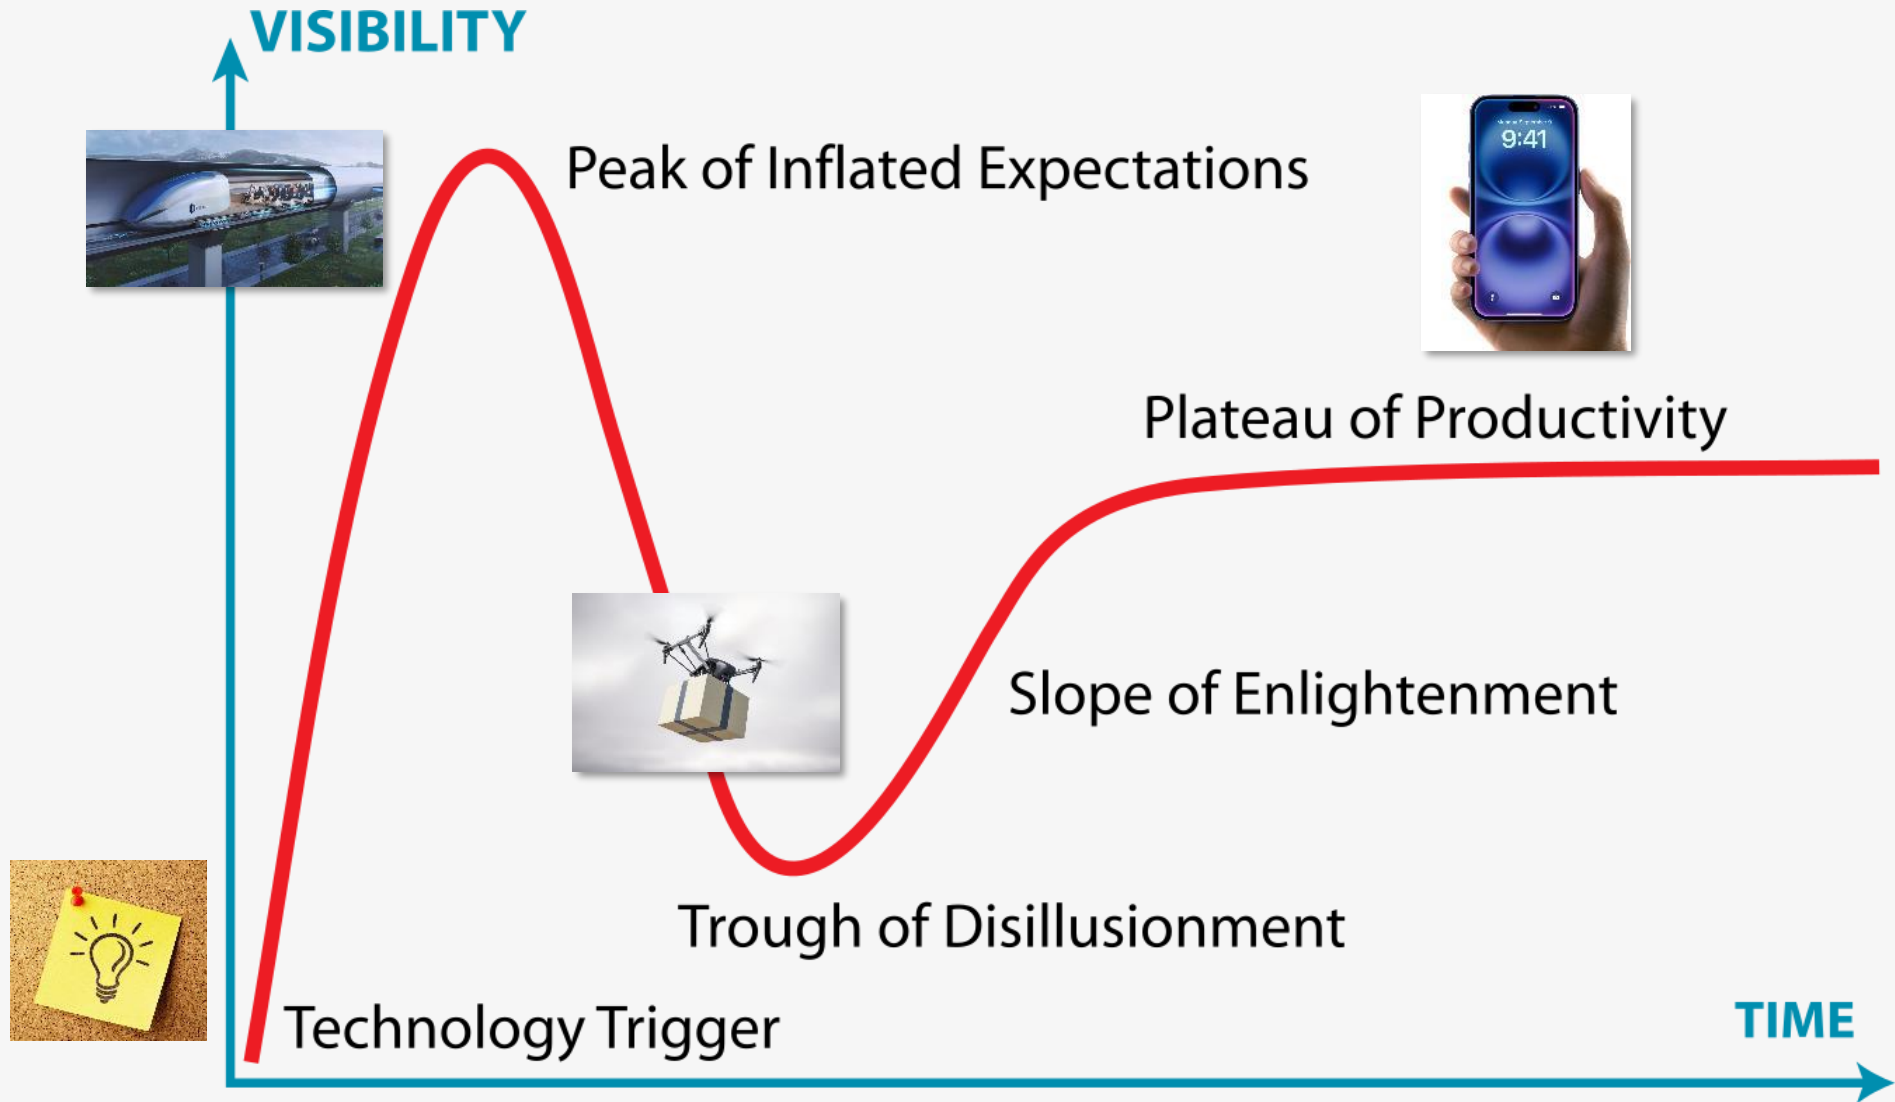 VISIBILITY
Peak of Inflated Expectations
9:41
Plateau of Productivity
Slope of Enlightenment
Trough of Disillusionment
Technology Trigger
TIME